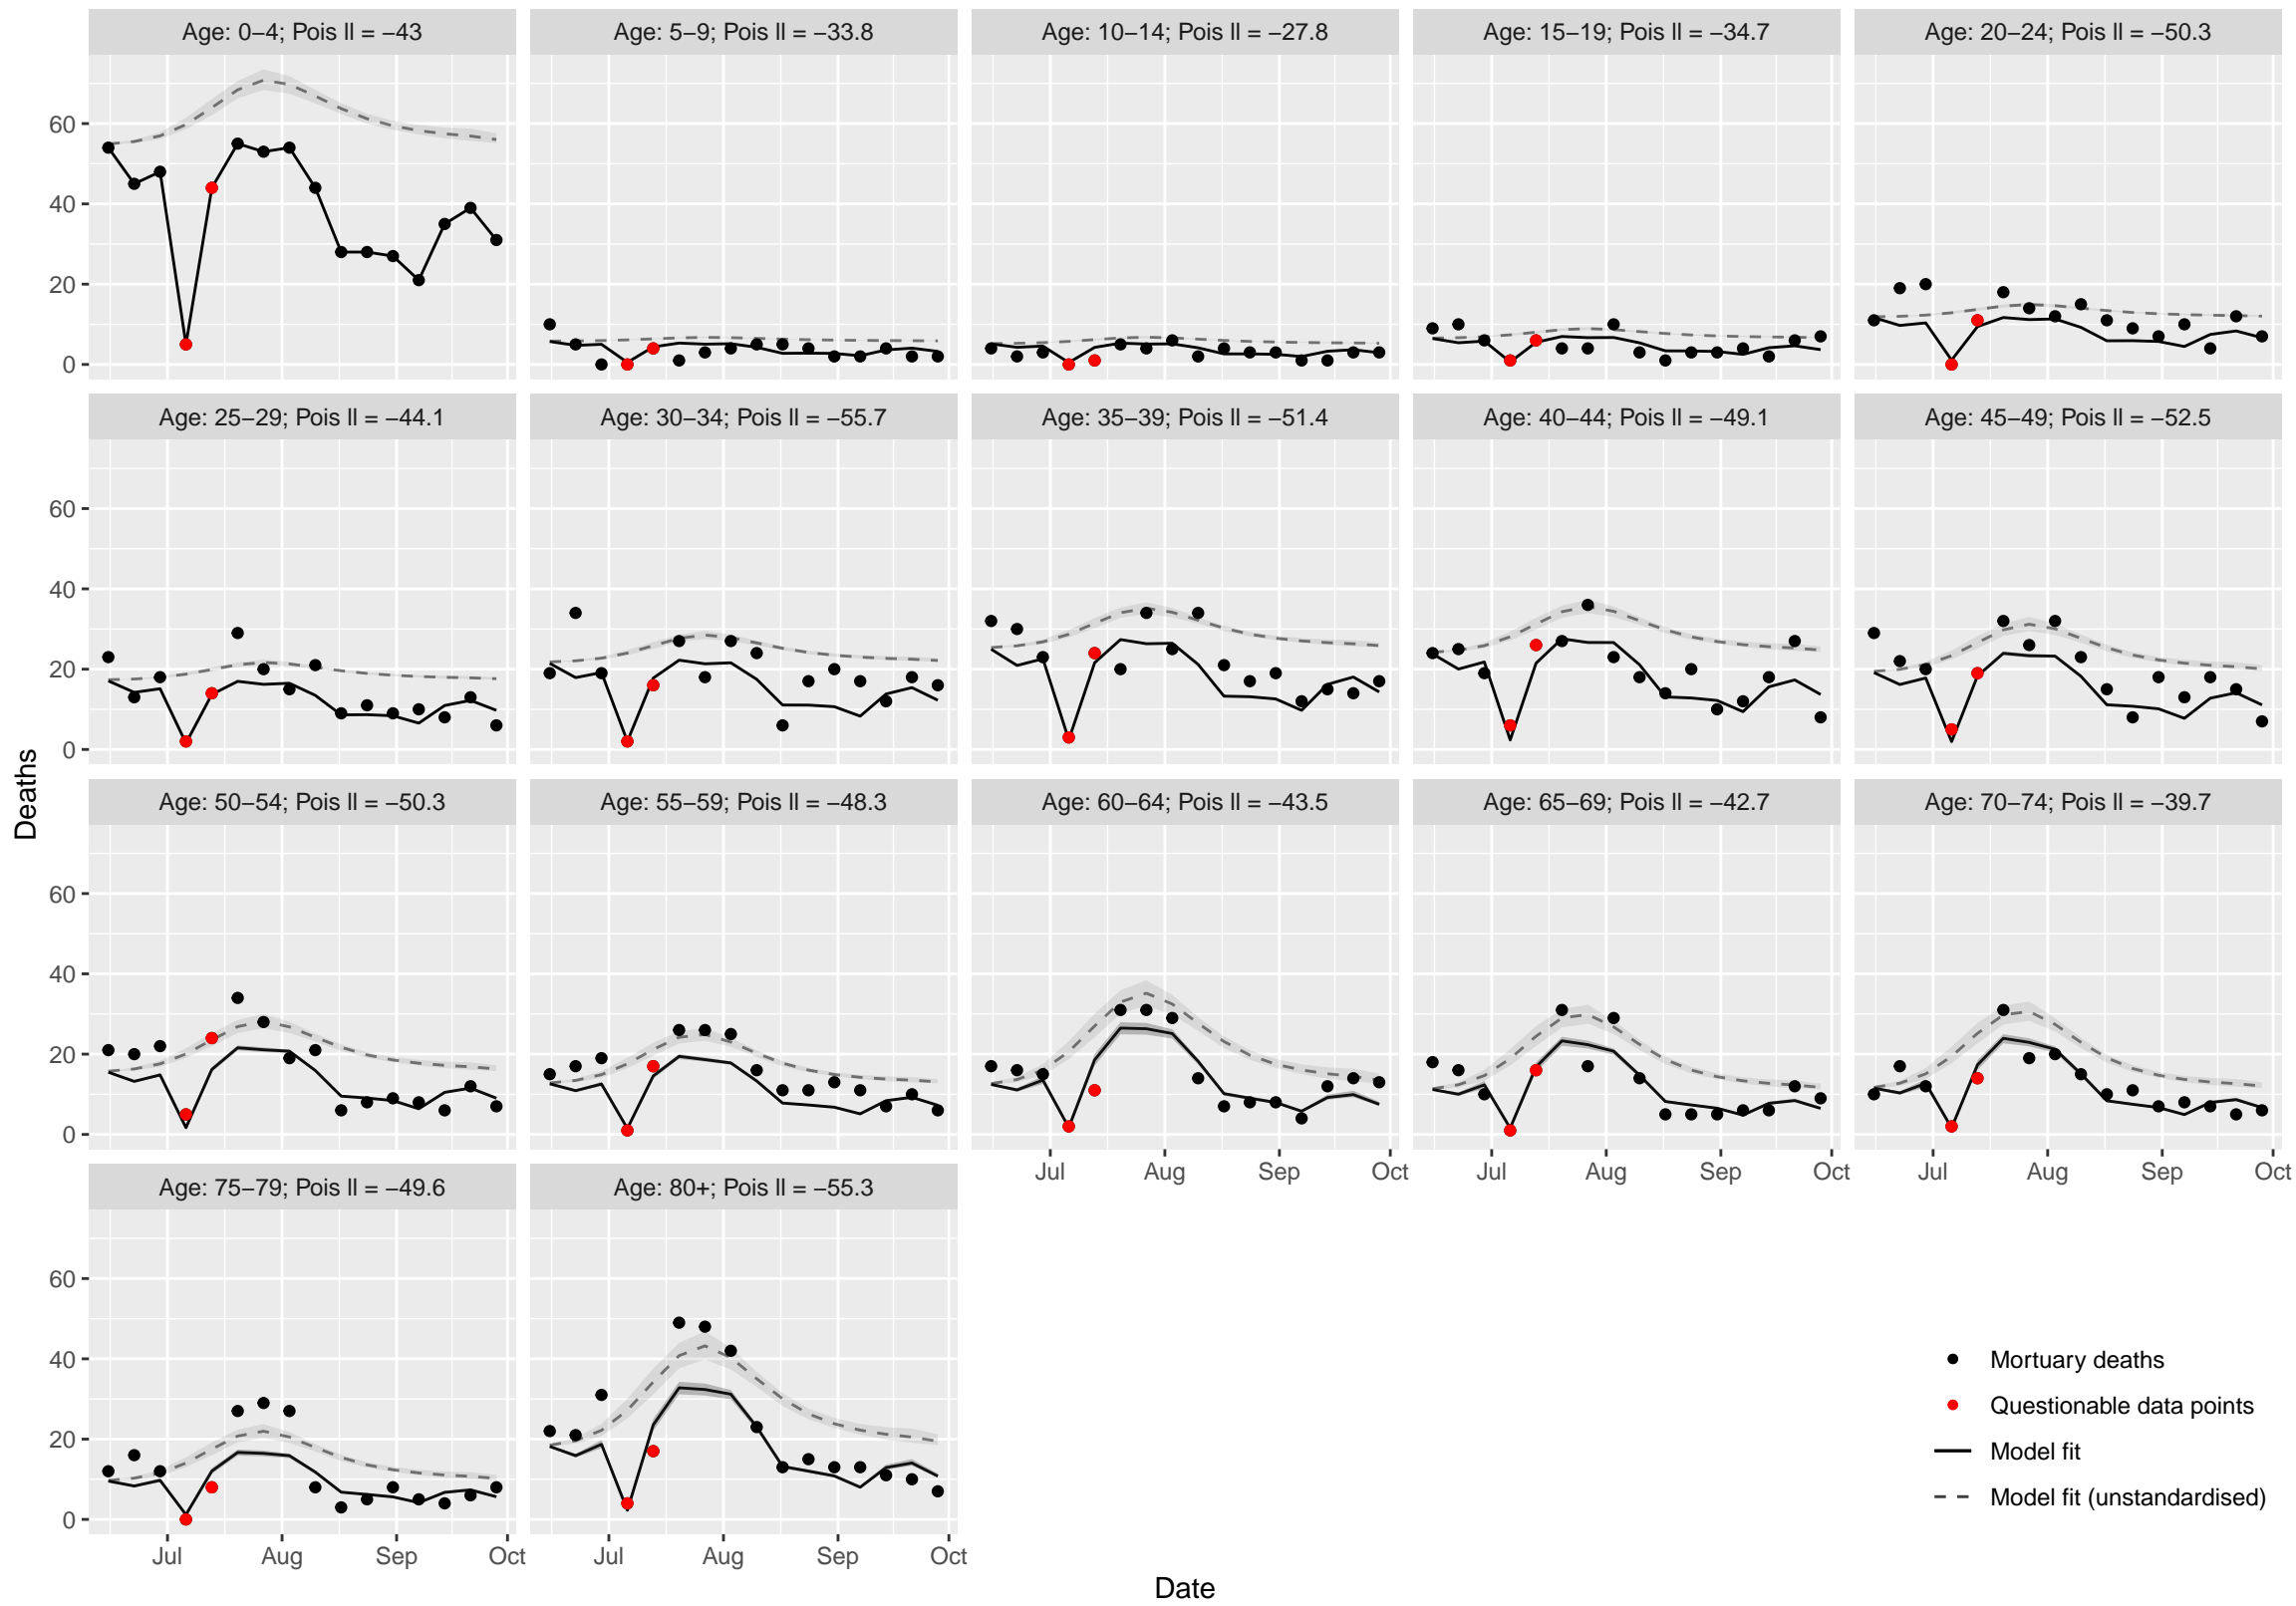 Age: 0−4; Pois ll = −43
Age: 5−9; Pois ll = −33.8
Age: 10−14; Pois ll = −27.8
Age: 15−19; Pois ll = −34.7
Age: 20−24; Pois ll = −50.3
60
40
20
0
Age: 25−29; Pois ll = −44.1
Age: 30−34; Pois ll = −55.7
Age: 35−39; Pois ll = −51.4
Age: 40−44; Pois ll = −49.1
Age: 45−49; Pois ll = −52.5
60
40
20
0
Deaths
Age: 50−54; Pois ll = −50.3
Age: 55−59; Pois ll = −48.3
Age: 60−64; Pois ll = −43.5
Age: 65−69; Pois ll = −42.7
Age: 70−74; Pois ll = −39.7
60
40
20
0
Jul Aug Sep Oct
Jul Aug Sep Oct
Jul Aug Sep Oct
Age: 75−79; Pois ll = −49.6
Age: 80+; Pois ll = −55.3
60
40
20
0
Jul Aug Sep Oct
Jul Aug Sep Oct
Mortuary deaths
Questionable data points
Model fit
Model fit (unstandardised)
Date